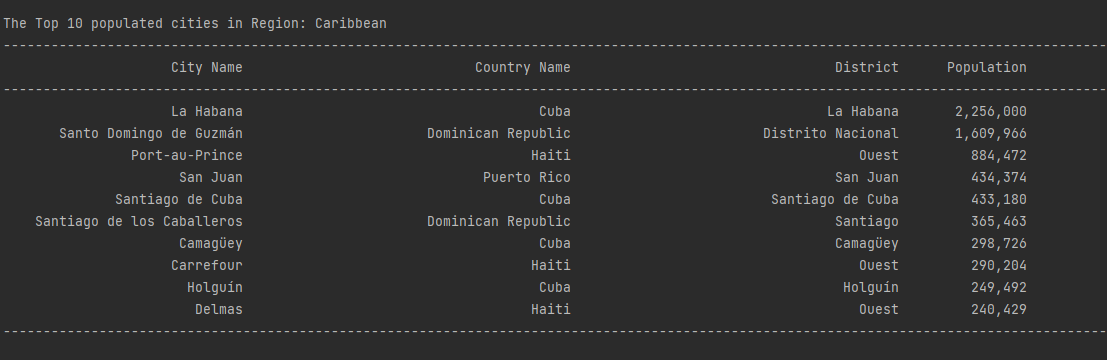 The Top 10 populated cities in Region: Caribbean
City Name Country Name District Population
La Habana Cuba La Habana 2,256,000
Santo Domingo de Guzmán Dominican Republic Distrito Nacional 1,609,966
Port-au-Prince Haiti Ouest 884,472
San Juan Puerto Rico San Juan 434,374
Santiago de Cuba Cuba Santiago de Cuba 433,180
Santiago de los Caballeros Dominican Republic Santiago 365,463
Camagüey Cuba Camagüey 298,726
Carrefour Haiti Ouest 290,204
Holguín Cuba Holguín 249,492
Delmas Haiti Ouest 240,429